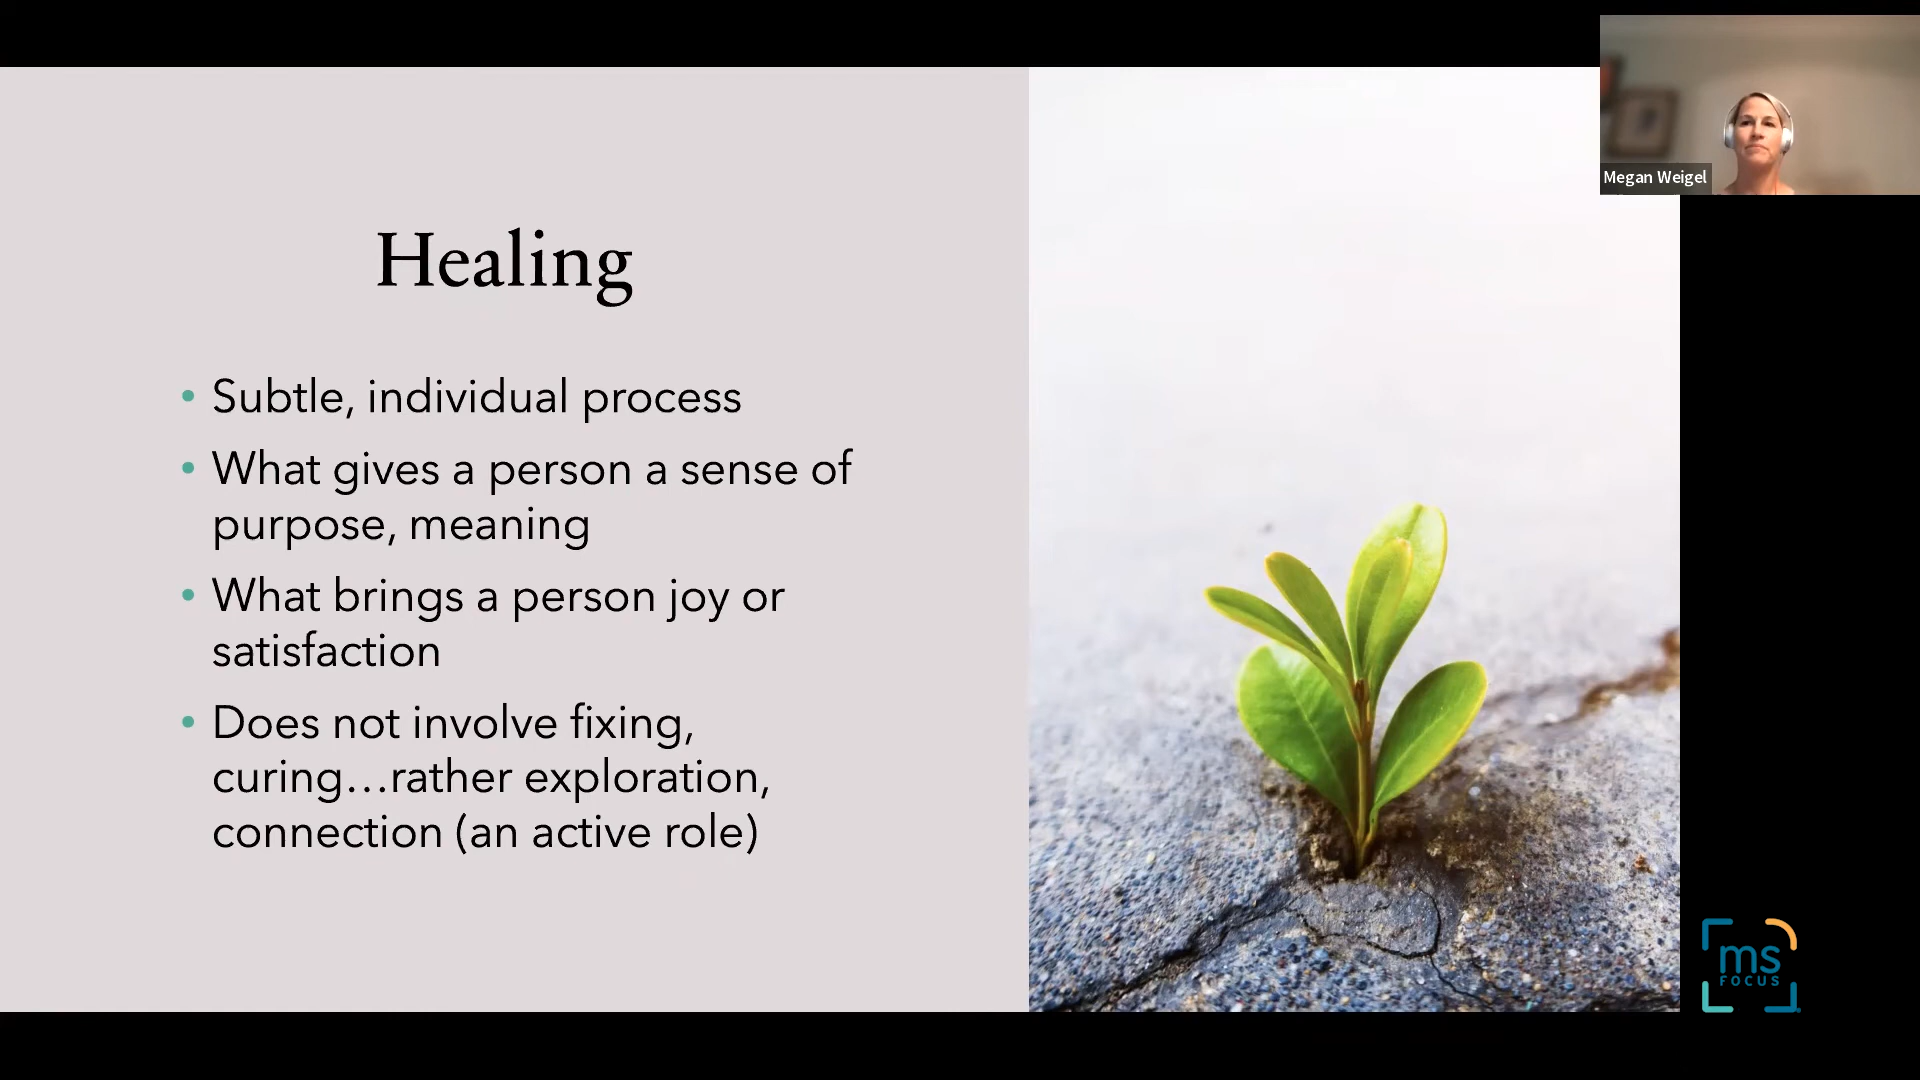 Megan Weigel
Healing
• Subtle, individual process
• What gives a person a sense of
purpose, meaning
• What brings a person joy or
satisfaction
• Does not involve fixing,
curing…rather exploration,
connection (an active role)
ms
FOCUS